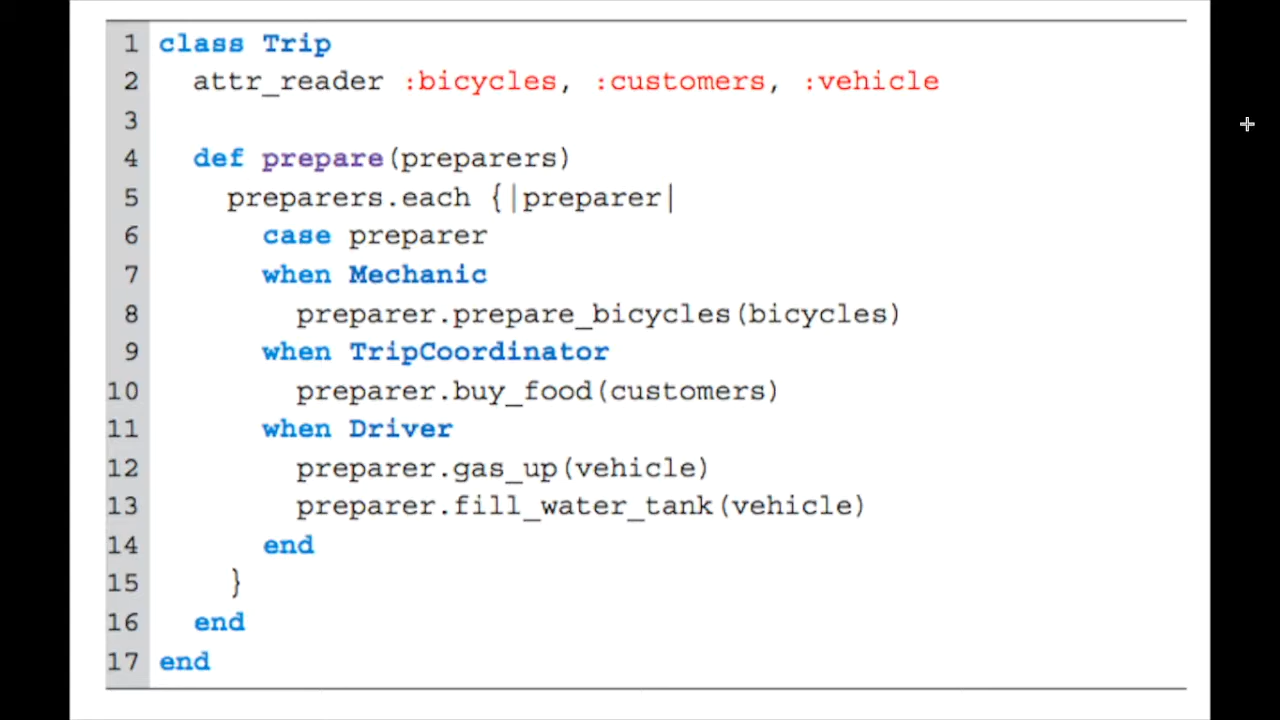 1 class Trip
2   attr_reader :bicycles, :customers, :vehicle
3
4   def prepare(preparers)
5     preparers.each {|preparer|
6       case preparer
7       when Mechanic
8         preparer.prepare_bicycles(bicycles)
9       when TripCoordinator
10         preparer.buy_food(customers)
11       when Driver
12         preparer.gas_up(vehicle)
13         preparer.fill_water_tank(vehicle)
14       end
15     }
16   end
17 end